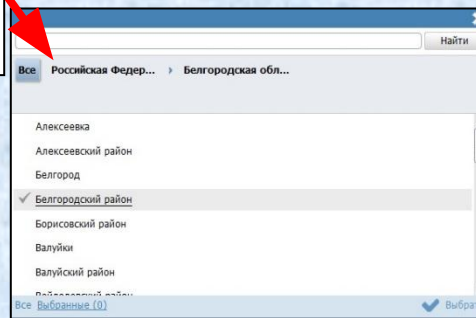 Найти
Все Российская Федер... › Белгородская обл...
Алексеевка
Алексеевский район
Белгород
Белгородский район
Борисовский район
Валуйки
Валуйский район
Все Выбранные (0)